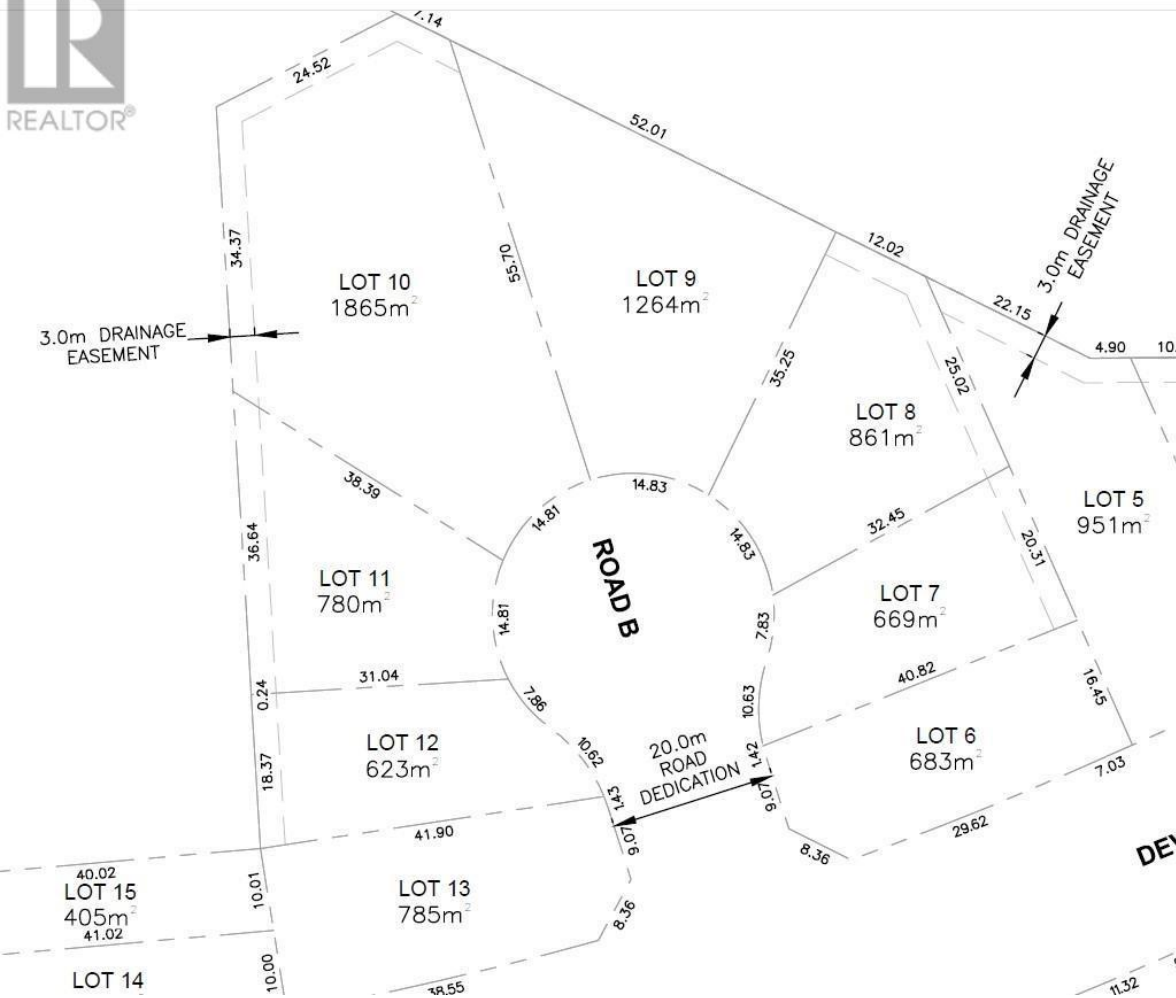 REALTOR®
7.14
24.52
52.01
34.37
55.70
12.02
22.15
3.0m DRAINAGE
EASEMENT
4.90
LOT 10
1865m²
LOT 9
1264m²
3.0m DRAINAGE
EASEMENT
35.25
25.02
LOT 8
861m²
38.39
14.81
14.83
14.83
32.45
LOT 5
951m²
36.64
20.31
ROAD B
LOT 11
780m²
14.81
7.83
LOT 7
669m²
31.04
0.24
7.86
10.63
40.82
16.45
LOT 12
623m²
18.37
10.62
1.43
20.0m
ROAD
DEDICATION
1.42
LOT 6
683m²
7.03
9.07
9.07
41.90
8.36
29.62
DEV
40.02
LOT 15
405m²
41.02
10.01
LOT 13
785m²
8.36
LOT 14
10.00
38.55
11.32